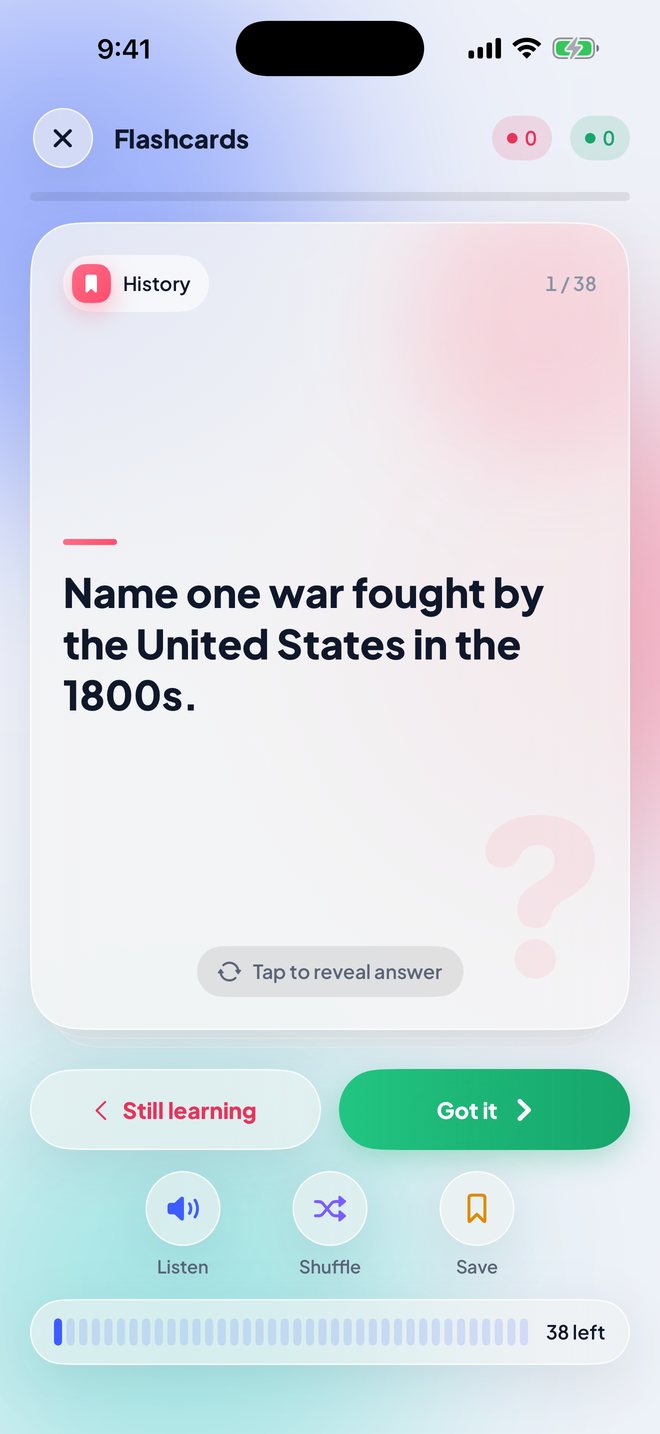 9:41
Flashcards
0
0
History
1 / 38
Name one war fought by
the United States in the
1800s.
?
Tap to reveal answer
Still learning
Got it
Listen
Shuffle
Save
38 left